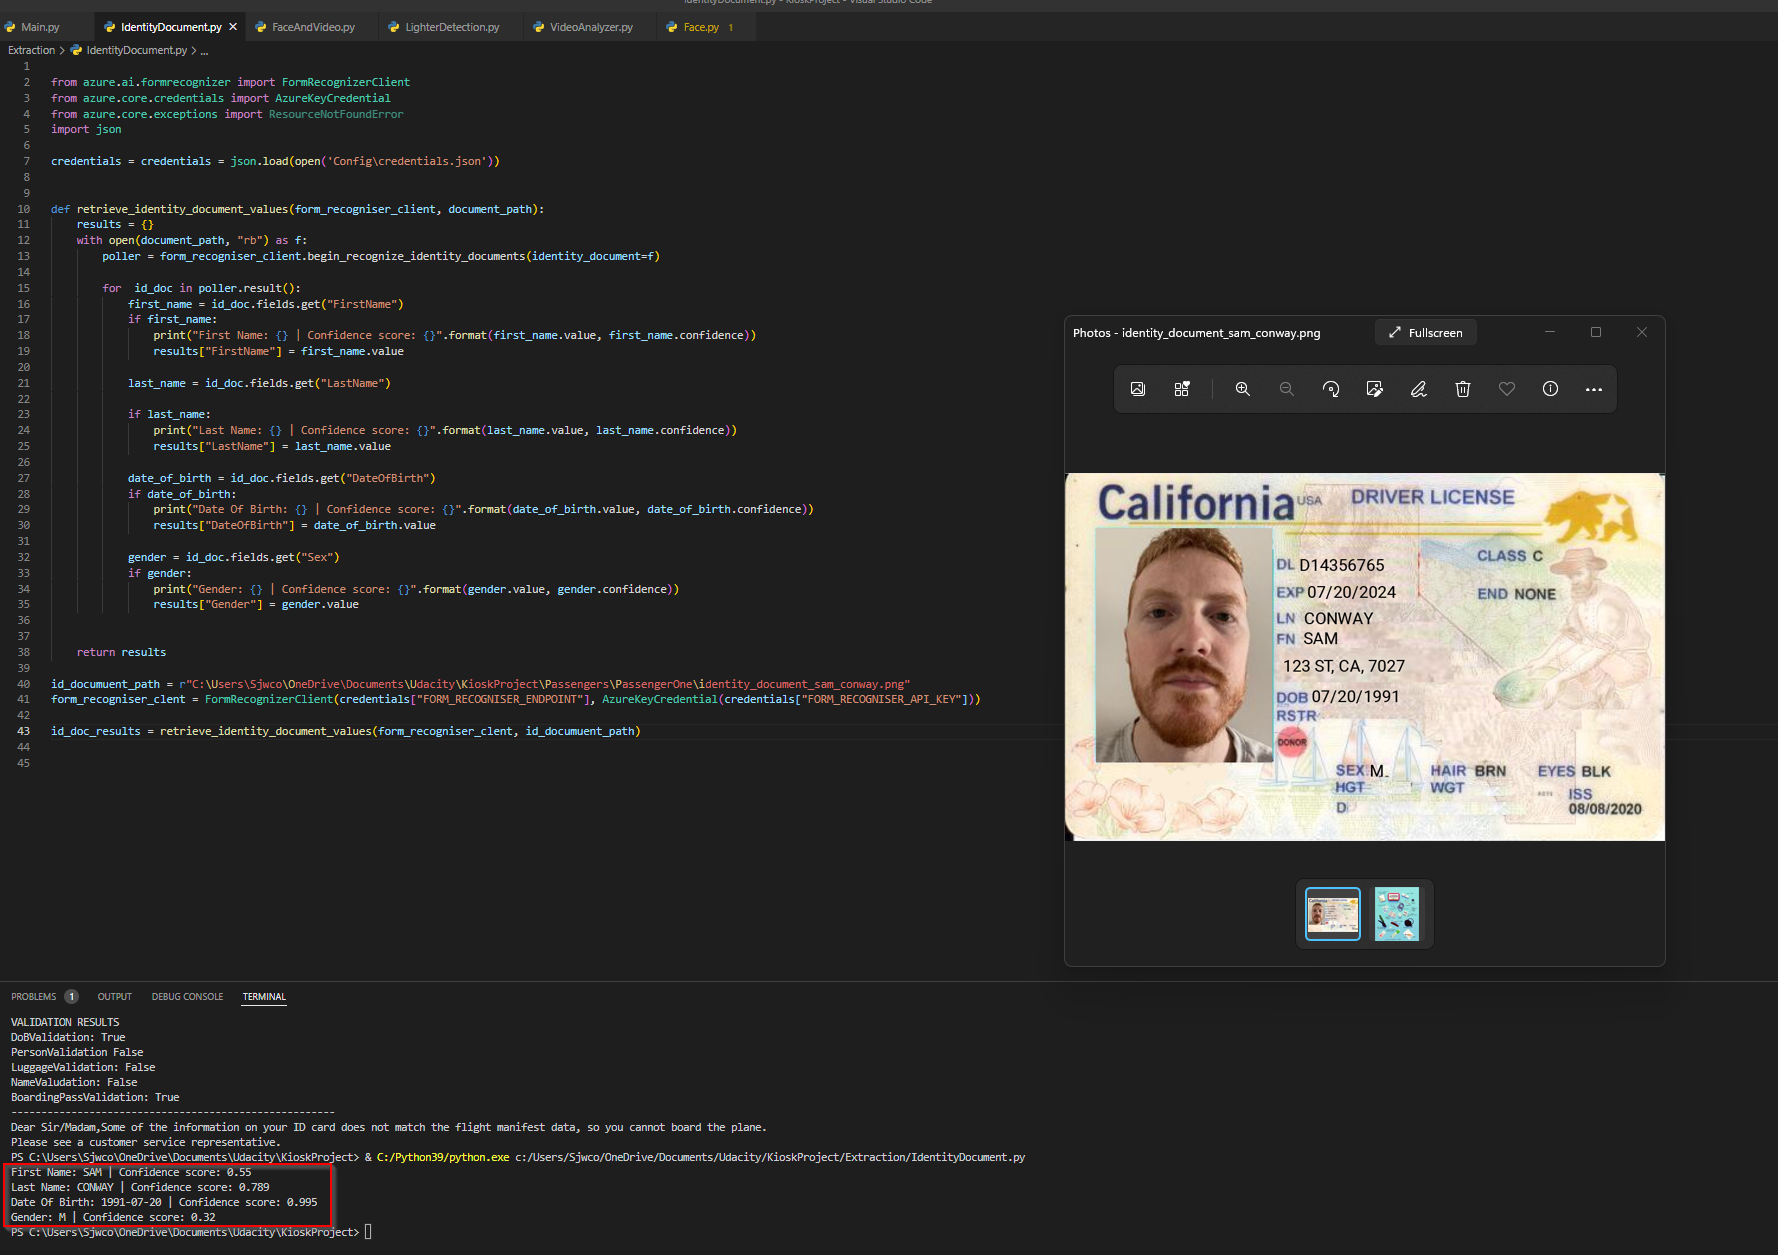 IdentityDocument.py - KioskProject - Visual Studio Code
Main.py
IdentityDocument.py
FaceAndVideo.py
LighterDetection.py
VideoAnalyzer.py
Face.py 1
Extraction > IdentityDocument.py > ...
1
2 from azure.ai.formrecognizer import FormRecognizerClient
3 from azure.core.credentials import AzureKeyCredential
4 from azure.core.exceptions import ResourceNotFoundError
5 import json
6
7 credentials = credentials = json.load(open('Config\credentials.json'))
8
9
10 def retrieve_identity_document_values(form_recogniser_client, document_path):
11 results = {}
12 with open(document_path, "rb") as f:
13 poller = form_recogniser_client.begin_recognize_identity_documents(identity_document=f)
14
15 for  id_doc in poller.result():
16 first_name = id_doc.fields.get("FirstName")
17 if first_name:
18 print("First Name: {} | Confidence score: {}".format(first_name.value, first_name.confidence))
19 results["FirstName"] = first_name.value
20
21 last_name = id_doc.fields.get("LastName")
22
23 if last_name:
24 print("Last Name: {} | Confidence score: {}".format(last_name.value, last_name.confidence))
25 results["LastName"] = last_name.value
26
27 date_of_birth = id_doc.fields.get("DateOfBirth")
28 if date_of_birth:
29 print("Date Of Birth: {} | Confidence score: {}".format(date_of_birth.value, date_of_birth.confidence))
30 results["DateOfBirth"] = date_of_birth.value
31
32 gender = id_doc.fields.get("Sex")
33 if gender:
34 print("Gender: {} | Confidence score: {}".format(gender.value, gender.confidence))
35 results["Gender"] = gender.value
36
37
38 return results
39
40 id_documuent_path = r"C:\Users\Sjwco\OneDrive\Documents\Udacity\KioskProject\Passengers\PassengerOne\identity_document_sam_conway.png"
41 form_recogniser_clent = FormRecognizerClient(credentials["FORM_RECOGNISER_ENDPOINT"], AzureKeyCredential(credentials["FORM_RECOGNISER_API_KEY"]))
42
43 id_doc_results = retrieve_identity_document_values(form_recogniser_clent, id_documuent_path)
44
45
Photos - identity_document_sam_conway.png
Fullscreen
California USA DRIVER LICENSE
CLASS C
DL D14356765
EXP 07/20/2024
END NONE
LN CONWAY
FN SAM
123 ST, CA, 7027
DOB 07/20/1991
RSTR
DONOR
SEX M
HAIR BRN
EYES BLK
HGT
WGT
ISS
D
08/08/2020
California
PROBLEMS 1
OUTPUT
DEBUG CONSOLE
TERMINAL
VALIDATION RESULTS
DoBValidation: True
PersonValidation False
LuggageValidation: False
NameValudation: False
BoardingPassValidation: True
------------------------------------------------------
Dear Sir/Madam,Some of the information on your ID card does not match the flight manifest data, so you cannot board the plane.
Please see a customer service representative.
PS C:\Users\Sjwco\OneDrive\Documents\Udacity\KioskProject> & C:/Python39/python.exe c:/Users/Sjwco/OneDrive/Documents/Udacity/KioskProject/Extraction/IdentityDocument.py
First Name: SAM | Confidence score: 0.55
Last Name: CONWAY | Confidence score: 0.789
Date Of Birth: 1991-07-20 | Confidence score: 0.995
Gender: M | Confidence score: 0.32
PS C:\Users\Sjwco\OneDrive\Documents\Udacity\KioskProject>